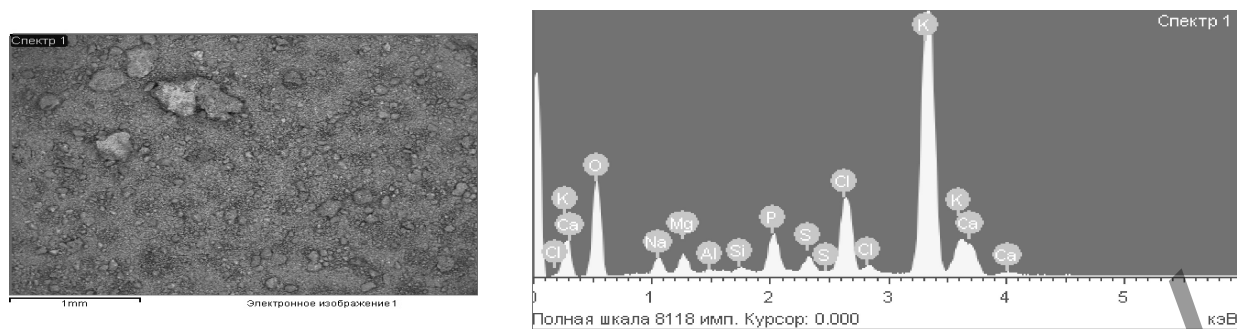 Спектр 1
1mm
Электронное изображение 1
Спектр 1
K
O
K
Ca
Cl
Na
Mg
Al
Si
P
S
S
Cl
Cl
K
Ca
Ca
1 2 3 4 5
Полная шкала 8118 имп. Курсор: 0.000 кэВ